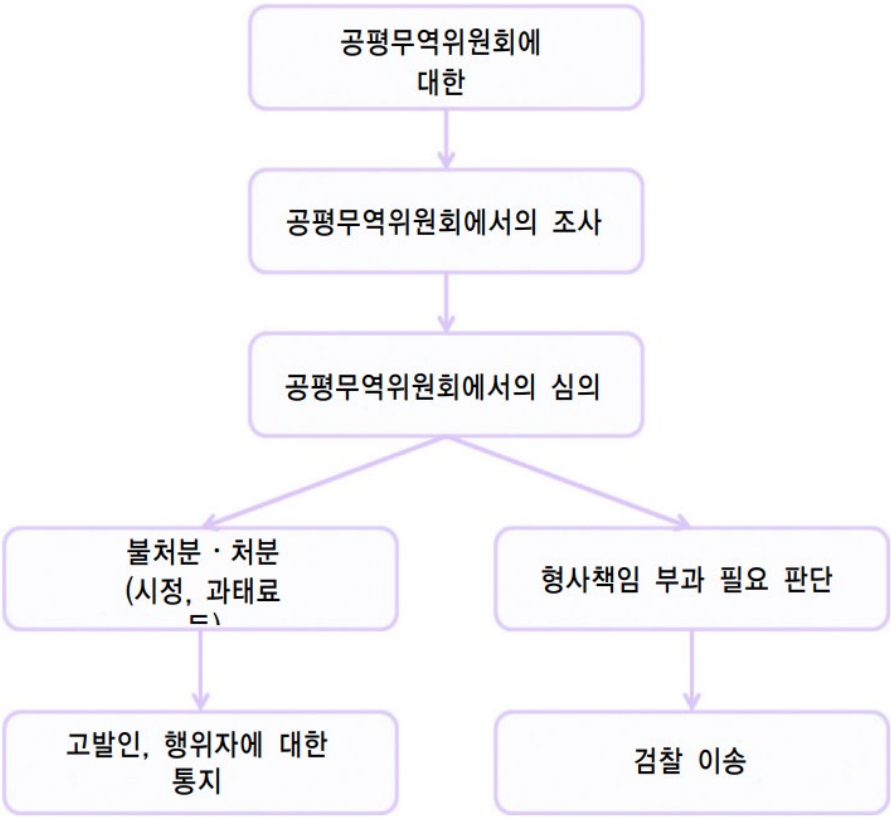 공평무역위원회에
대한
공평무역위원회에서의 조사
공평무역위원회에서의 심의
불처분 · 처분
(시정, 과태료
형사책임 부과 필요 판단
고발인, 행위자에 대한
통지
검찰 이송